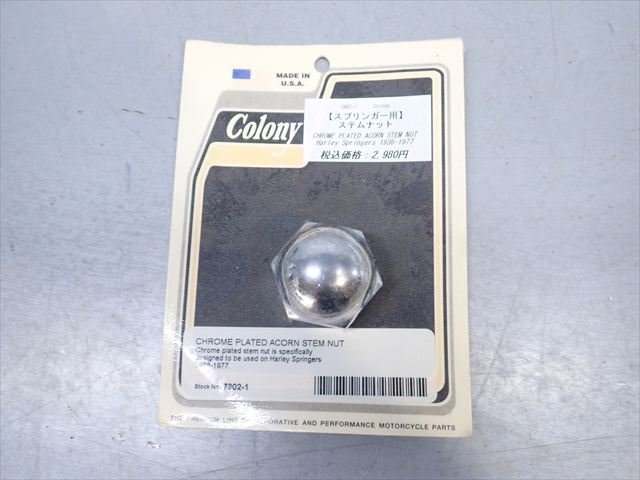 MADE IN
U.S.A.
Colony
【スプリンガー用】
ステムナット
CHROME PLATED ACORN STEM NUT
Harley Springers 1936-1977
税込価格：2,980円
CHROME PLATED ACORN STEM NUT
Chrome plated stem nut is specifically
designed to be used on Harley Springers
1936-1977.
Stock No.: 7802-1
THE PREMIUM LINE DECORATIVE AND PERFORMANCE MOTORCYCLE PARTS